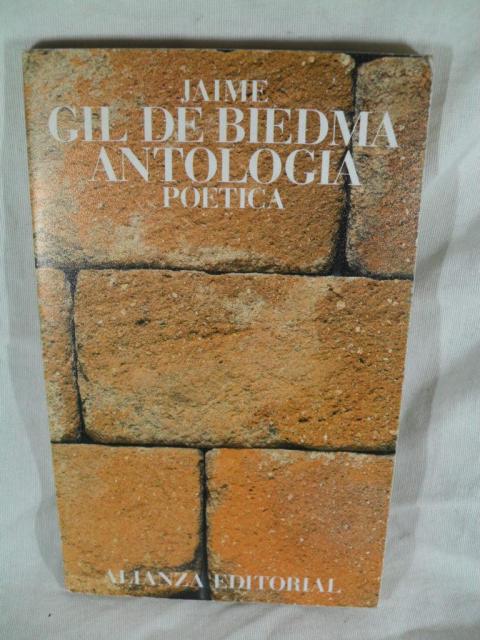 JAIME
GIL DE BIEDMA
ANTOLOGIA
POETICA
ALIANZA EDITORIAL